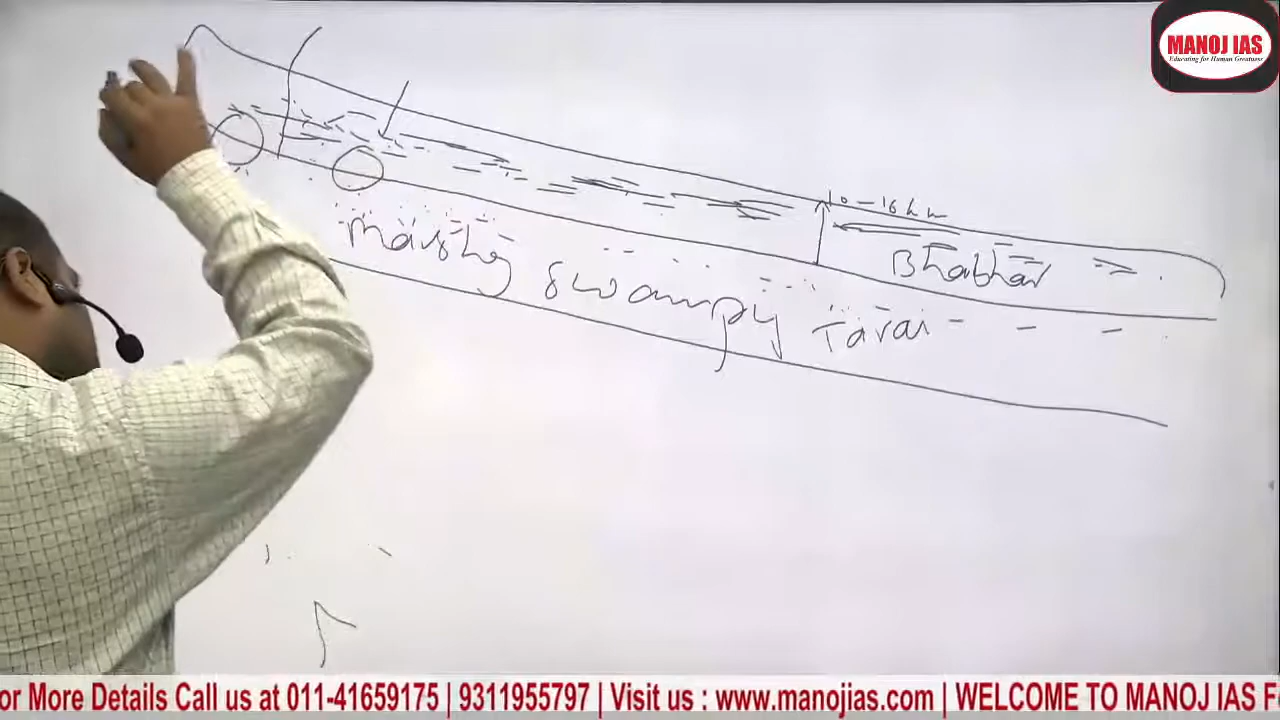 MANOJ IAS
Educating for Human Greatness
10-16 km
Bhabhar
Marshy swampy Tarai
or More Details Call us at 011-41659175 | 9311955797 | Visit us : www.manojias.com | WELCOME TO MANOJ IAS F